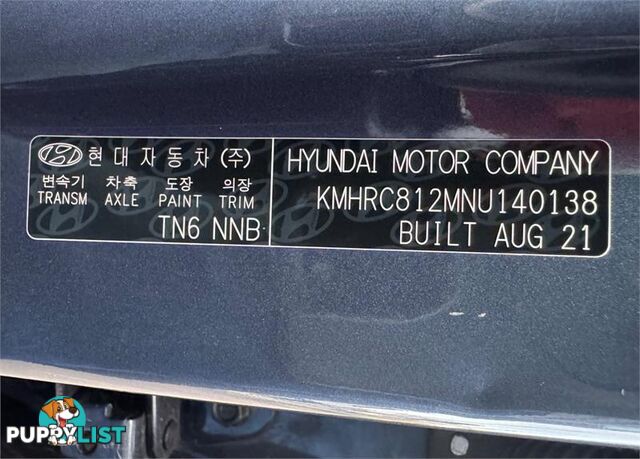 현대자동차(주)
변속기 차축 도장 의장
TRANSM AXLE PAINT TRIM
TN6 NNB
HYUNDAI MOTOR COMPANY
KMHRC812MNU140138
BUILT AUG 21
PUPPYLIST